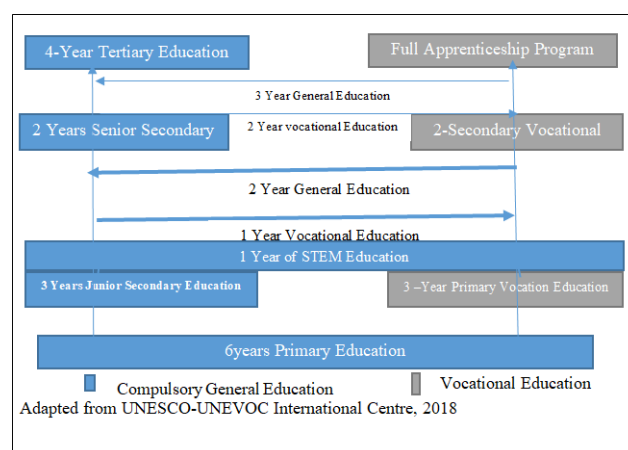 4-Year Tertiary Education
Full Apprenticeship Program
3 Year General Education
2 Years Senior Secondary
2 Year vocational Education
2-Secondary Vocational
2 Year General Education
1 Year Vocational Education
1 Year of STEM Education
3 Years Junior Secondary Education
3 –Year Primary Vocation Education
6years Primary Education
Compulsory General Education
Vocational Education
Adapted from UNESCO-UNEVOC International Centre, 2018